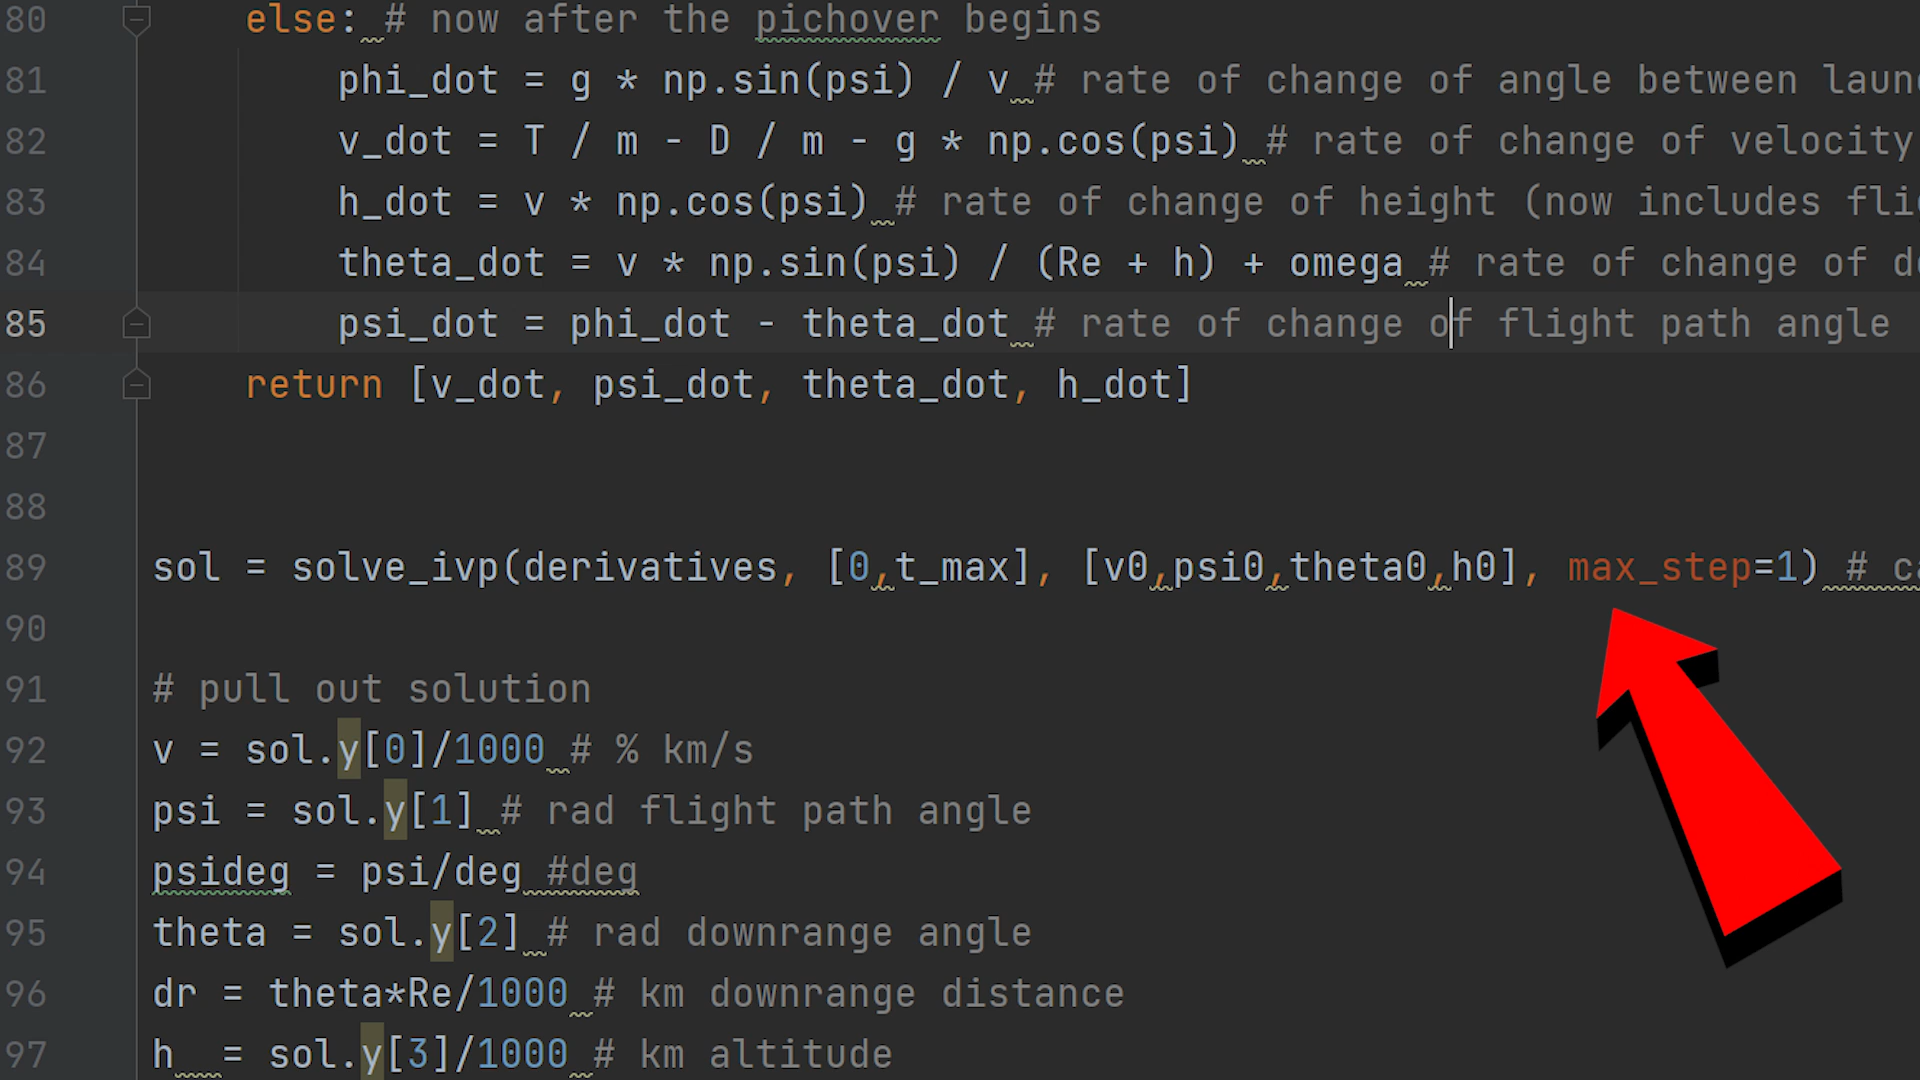 80 else: # now after the pichover begins
81 phi_dot = g * np.sin(psi) / v # rate of change of angle between
82 v_dot = T / m - D / m - g * np.cos(psi) # rate of change of velocity
83 h_dot = v * np.cos(psi) # rate of change of height (now includes
84 theta_dot = v * np.sin(psi) / (Re + h) + omega # rate of change of
85 psi_dot = phi_dot - theta_dot # rate of change of flight path angle
86 return [v_dot, psi_dot, theta_dot, h_dot]
87
88
89 sol = solve_ivp(derivatives, [0,t_max], [v0,psi0,theta0,h0], max_step=1) #
90
91 # pull out solution
92 v = sol.y[0]/1000 # % km/s
93 psi = sol.y[1] # rad flight path angle
94 psideg = psi/deg #deg
95 theta = sol.y[2] # rad downrange angle
96 dr = theta*Re/1000 # km downrange distance
97 h  = sol.y[3]/1000 # km altitude